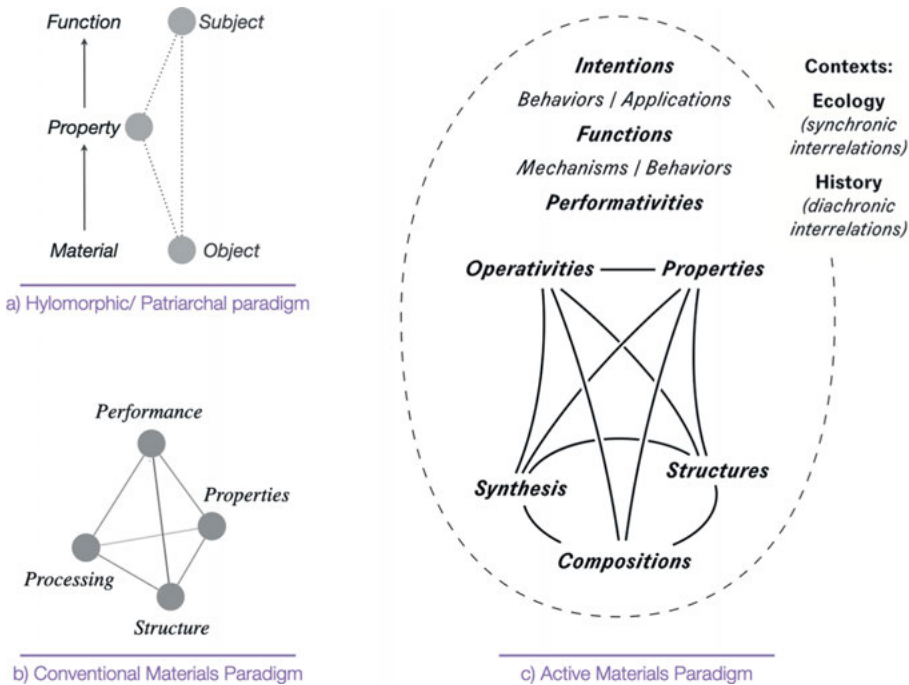 Function
Subject
Property
Material
Object
a) Hylomorphic/ Patriarchal paradigm
Performance
Properties
Processing
Structure
b) Conventional Materials Paradigm
Intentions
Behaviors | Applications
Functions
Mechanisms | Behaviors
Performativities
Operativities
Properties
Synthesis
Structures
Compositions
Contexts:
Ecology
(synchronic
interrelations)
History
(diachronic
interrelations)
c) Active Materials Paradigm